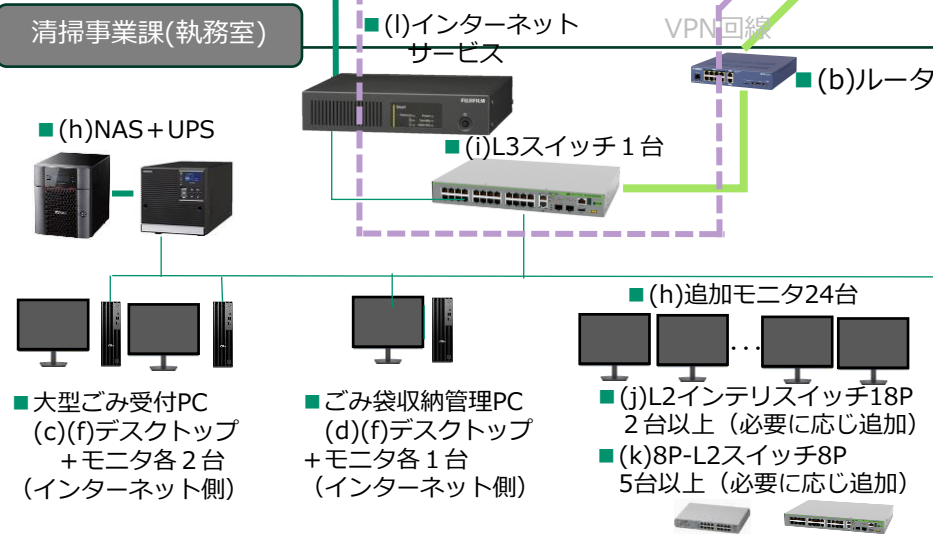 清掃事業課(執務室)
■(l)インターネット
サービス
VPN回線
■(b)ルータ
FUJIFILM
■(h)NAS＋UPS
■(i)L3スイッチ１台
■大型ごみ受付PC
(c)(f)デスクトップ
＋モニタ各２台
（インターネット側）
■ごみ袋収納管理PC
(d)(f)デスクトップ
＋モニタ各１台
（インターネット側）
■(h)追加モニタ24台
...
■(j)L2インテリスイッチ18P
２台以上（必要に応じ追加）
■(k)8P-L2スイッチ8P
5台以上（必要に応じ追加）